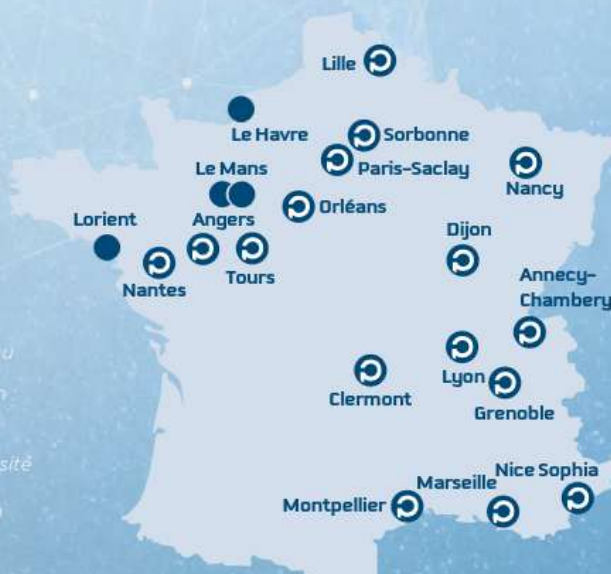 Lille
Le Havre
Sorbonne
Le Mans
Paris-Saclay
Nancy
Orléans
Lorient
Angers
Dijon
Nantes
Tours
Annecy-
Chambery
Lyon
Clermont
Grenoble
Nice Sophia
Marseille
Montpellier